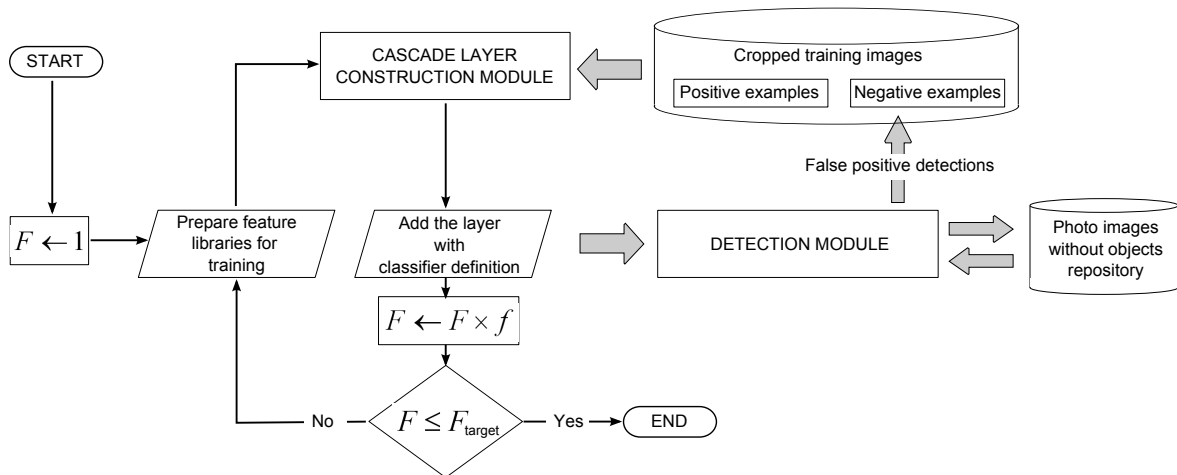 START
F ← 1
Prepare feature
libraries for
training
CASCADE LAYER
CONSTRUCTION MODULE
Cropped training images
Positive examples
Negative examples
False positive detections
Add the layer
with
classifier definition
DETECTION MODULE
Photo images
without objects
repository
F ← F × f
F ≤ Ftarget
No
Yes
END